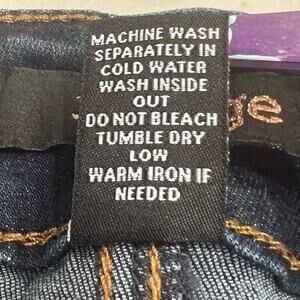 MACHINE WASH
SEPARATELY IN
COLD WATER
WASH INSIDE
OUT
DO NOT BLEACH
TUMBLE DRY
LOW
WARM IRON IF
NEEDED